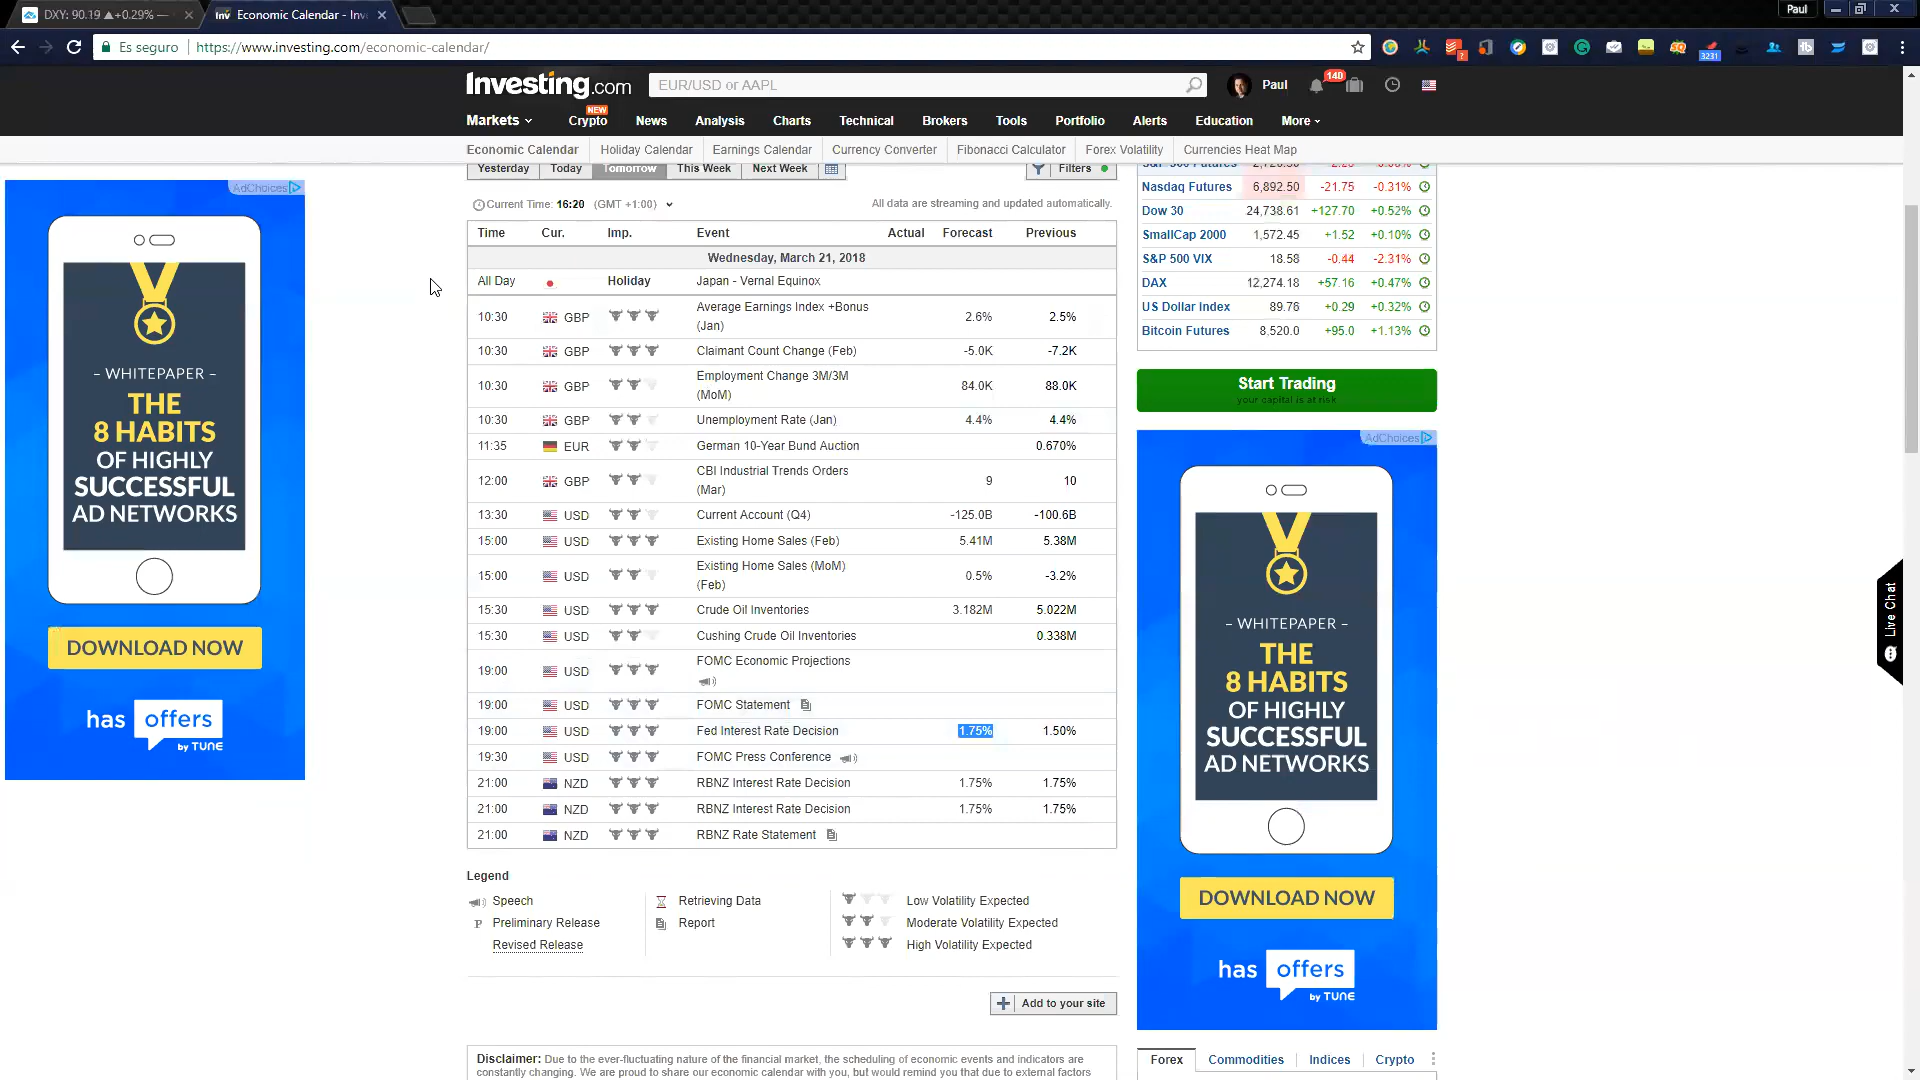 DXY: 90.19 ▲+0.29% —
Economic Calendar - Inv
Paul
Es seguro
https://www.investing.com/economic-calendar/
3231
Investing.com
EUR/USD or AAPL
Paul
140
NEW
Markets
Crypto
News
Analysis
Charts
Technical
Brokers
Tools
Portfolio
Alerts
Education
More
Economic Calendar
Holiday Calendar
Earnings Calendar
Currency Converter
Fibonacci Calculator
Forex Volatility
Currencies Heat Map
Yesterday
Today
Tomorrow
This Week
Next Week
Filters
Current Time: 16:20 (GMT +1:00)
All data are streaming and updated automatically.
Time Cur. Imp. Event Actual Forecast Previous
Wednesday, March 21, 2018
All Day Holiday Japan - Vernal Equinox
10:30 GBP Average Earnings Index +Bonus
(Jan) 2.6% 2.5%
10:30 GBP Claimant Count Change (Feb) -5.0K -7.2K
10:30 GBP Employment Change 3M/3M
(MoM) 84.0K 88.0K
10:30 GBP Unemployment Rate (Jan) 4.4% 4.4%
11:35 EUR German 10-Year Bund Auction 0.670%
12:00 GBP CBI Industrial Trends Orders
(Mar) 9 10
13:30 USD Current Account (Q4) -125.0B -100.6B
15:00 USD Existing Home Sales (Feb) 5.41M 5.38M
15:00 USD Existing Home Sales (MoM)
(Feb) 0.5% -3.2%
15:30 USD Crude Oil Inventories 3.182M 5.022M
15:30 USD Cushing Crude Oil Inventories 0.338M
19:00 USD FOMC Economic Projections
19:00 USD FOMC Statement
19:00 USD Fed Interest Rate Decision 1.75% 1.50%
19:30 USD FOMC Press Conference
21:00 NZD RBNZ Interest Rate Decision 1.75% 1.75%
21:00 NZD RBNZ Interest Rate Decision 1.75% 1.75%
21:00 NZD RBNZ Rate Statement
Legend
Speech
Retrieving Data
Low Volatility Expected
P Preliminary Release
Report
Moderate Volatility Expected
Revised Release
High Volatility Expected
Add to your site
Disclaimer: Due to the ever-fluctuating nature of the financial market, the scheduling of economic events and indicators are
constantly changing. We are proud to share our economic calendar with you, but would remind you that due to external factors
Nasdaq Futures 6,892.50 -21.75 -0.31%
Dow 30 24,738.61 +127.70 +0.52%
SmallCap 2000 1,572.45 +1.52 +0.10%
S&P 500 VIX 18.58 -0.44 -2.31%
DAX 12,274.18 +57.16 +0.47%
US Dollar Index 89.76 +0.29 +0.32%
Bitcoin Futures 8,520.0 +95.0 +1.13%
Start Trading
your capital is at risk
AdChoices
– WHITEPAPER –
THE
8 HABITS
OF HIGHLY
SUCCESSFUL
AD NETWORKS
DOWNLOAD NOW
has offers
by TUNE
AdChoices
– WHITEPAPER –
THE
8 HABITS
OF HIGHLY
SUCCESSFUL
AD NETWORKS
DOWNLOAD NOW
has offers
by TUNE
Live Chat
Forex
Commodities
Indices
Crypto